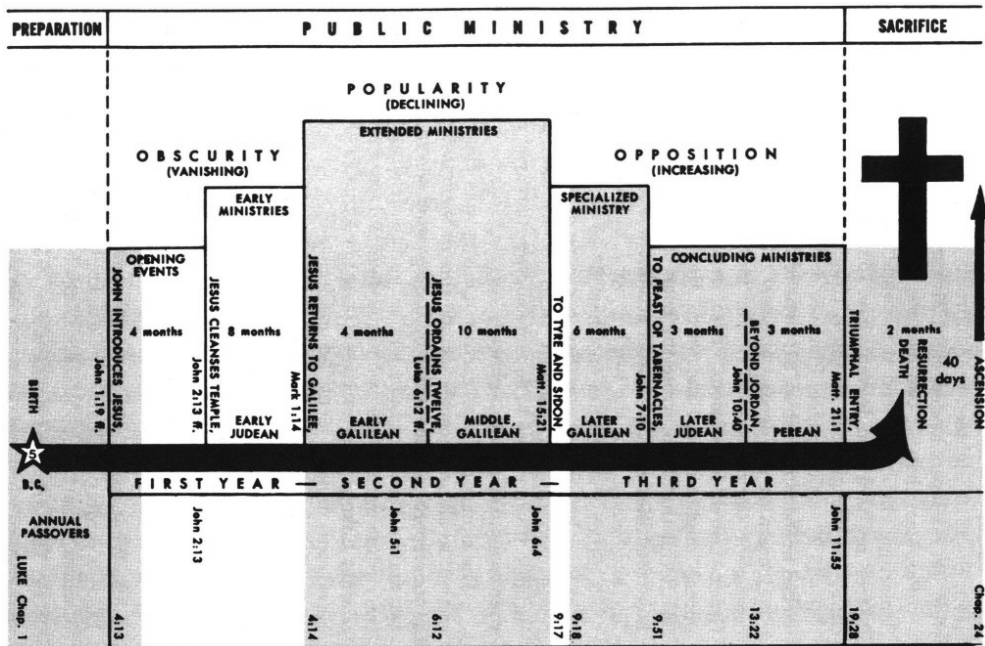 PREPARATION
PUBLIC MINISTRY
SACRIFICE
POPULARITY
(DECLINING)
EXTENDED MINISTRIES
OBSCURITY
(VANISHING)
OPPOSITION
(INCREASING)
EARLY
MINISTRIES
SPECIALIZED
MINISTRY
OPENING
EVENTS
CONCLUDING MINISTRIES
BIRTH
JOHN INTRODUCES JESUS,
John 1:19 ff.
4 months
JESUS CLEANSES TEMPLE,
John 2:13 ff.
8 months
EARLY
JUDEAN
JESUS RETURNS TO GALILEE,
Mark 1:14
4 months
EARLY
GALILEAN
JESUS ORDAINS TWELVE,
Luke 6:12 ff.
10 months
MIDDLE,
GALILEAN
TO TYRE AND SIDON
Matt. 15:21
6 months
LATER
GALILEAN
TO FEAST OF TABERNACLES,
John 7:10
3 months
LATER
JUDEAN
BEYOND JORDAN,
John 10:40
3 months
PEREAN
TRIUMPHAL ENTRY,
Matt. 21:1
2 months
RESURRECTION
DEATH
40
days
ASCENSION
5
B.C.
FIRST YEAR — SECOND YEAR — THIRD YEAR
ANNUAL
PASSOVERS
John 2:13
John 5:1
John 6:4
John 11:55
LUKE Chap. 1
4:13
4:14
6:12
9:17
9:18
9:51
13:22
19:28
Chap. 24